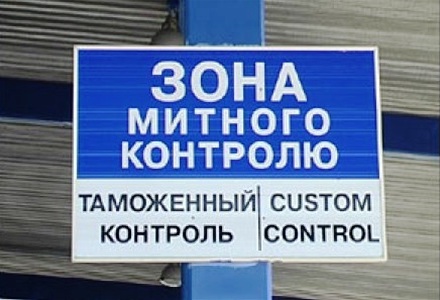 ЗОНА
МИТНОГО
КОНТРОЛЮ
ТАМОЖЕННЫЙ КОНТРОЛЬ
CUSTOM CONTROL